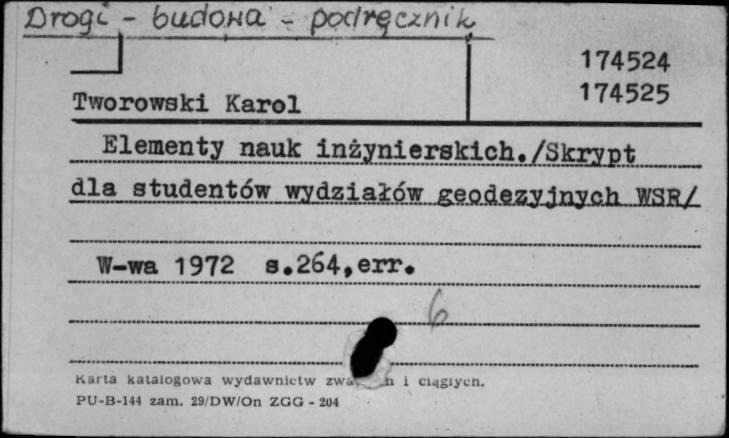 Drogi - budowa - podręcznik
174524
174525
Tworowski Karol
Elementy nauk inżynierskich./Skrypt
dla studentów wydziałów geodezyjnych WSR/
W-wa 1972 s.264,err.
6
Karta katalogowa wydawnictw i ciągłych.
PU-B-144 zam. 29/DW/On ZGG - 204